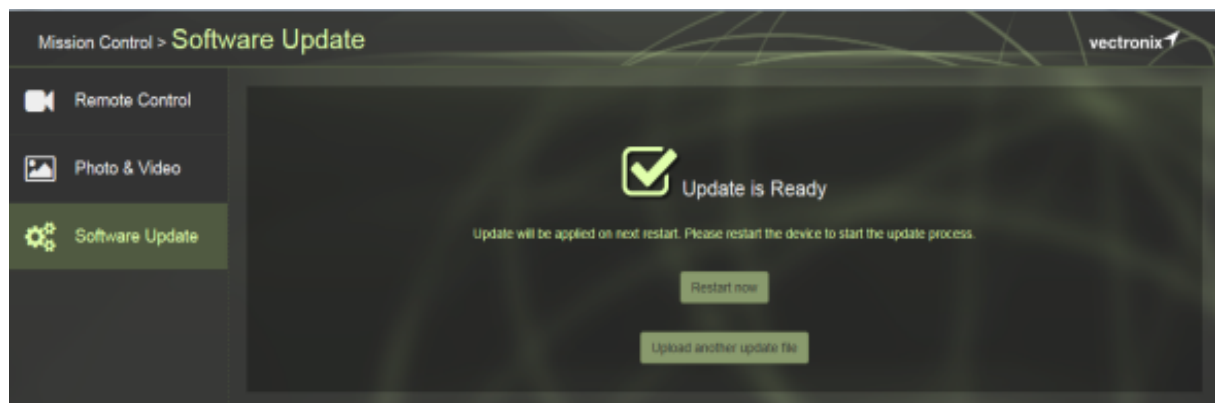 Mission Control > Software Update
vectronix
Remote Control
Photo & Video
Software Update
Update is Ready
Update will be applied on next restart. Please restart the device to start the update process.
Restart now
Upload another update file